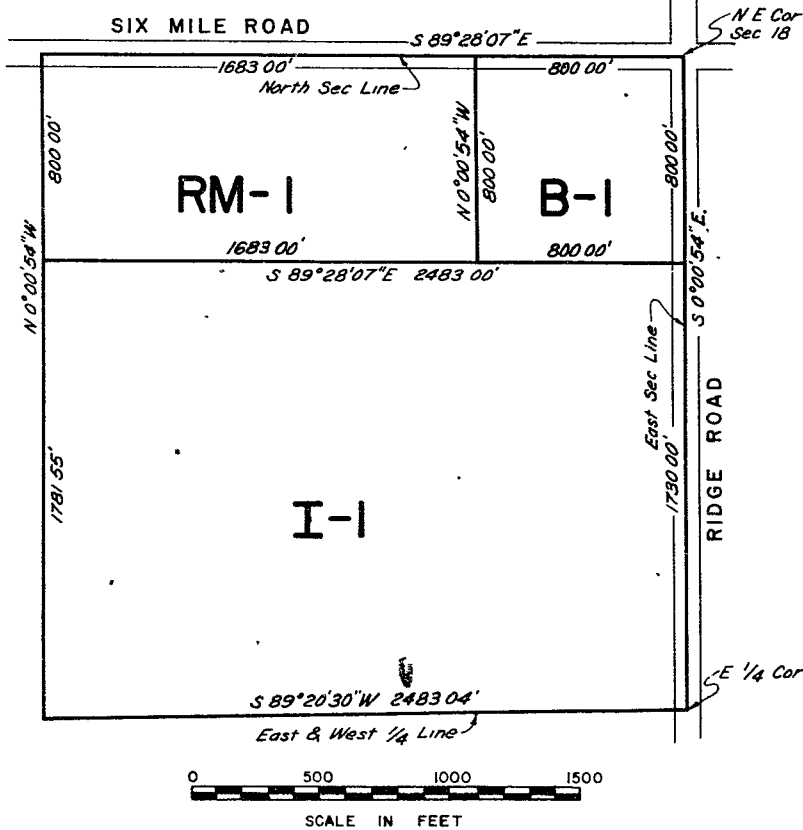 SIX MILE ROAD
S 89°28'07"E
N E Cor
Sec 18
1683 00'
800 00'
North Sec Line
800 00'
N 0°00'54"W
800 00'
800 00'
RM-1
B-1
1683 00'
800 00'
S 89°28'07"E 2483 00'
N 0°00'54"W
S 0°00'54"E.
East Sec Line
RIDGE ROAD
1781 55'
1730 00'
I-1
S 89°20'30"W 2483 04'
E 1/4 Cor
East & West 1/4 Line
0 500 1000 1500
SCALE IN FEET